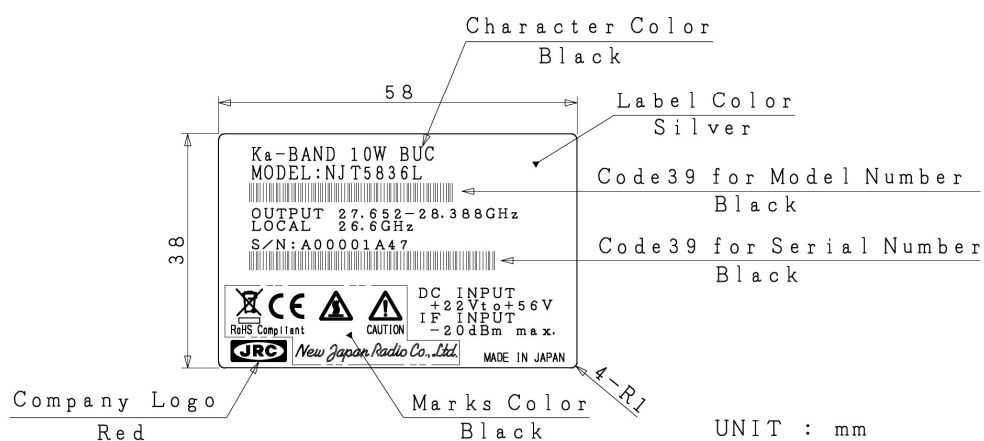 Character Color
Black
58
Label Color
Silver
Ka-BAND 10W BUC
MODEL:NJT5836L
Code39 for Model Number
Black
OUTPUT 27.652-28.388GHz
LOCAL 26.6GHz
38
S/N:A00001A47
Code39 for Serial Number
Black
DC INPUT
+22Vto+56V
IF INPUT
-20dBm max.
CE
RoHS Compliant
CAUTION
JRC New Japan Radio Co., Ltd.
MADE IN JAPAN
4-R1
Company Logo
Red
Marks Color
Black
UNIT : mm